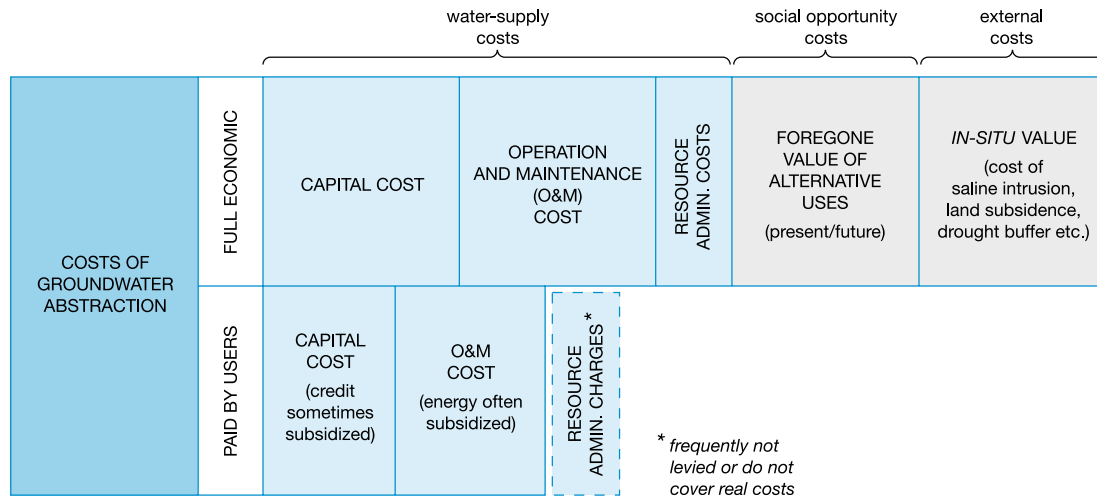 water-supply
costs
social opportunity
costs
external
costs
COSTS OF
GROUNDWATER
ABSTRACTION
FULL ECONOMIC
CAPITAL COST
OPERATION
AND MAINTENANCE
(O&M)
COST
RESOURCE
ADMIN. COSTS
FOREGONE
VALUE OF
ALTERNATIVE
USES
(present/future)
IN-SITU VALUE
(cost of
saline intrusion,
land subsidence,
drought buffer etc.)
PAID BY USERS
CAPITAL
COST
(credit
sometimes
subsidized)
O&M
COST
(energy often
subsidized)
RESOURCE
ADMIN. CHARGES*
* frequently not
levied or do not
cover real costs